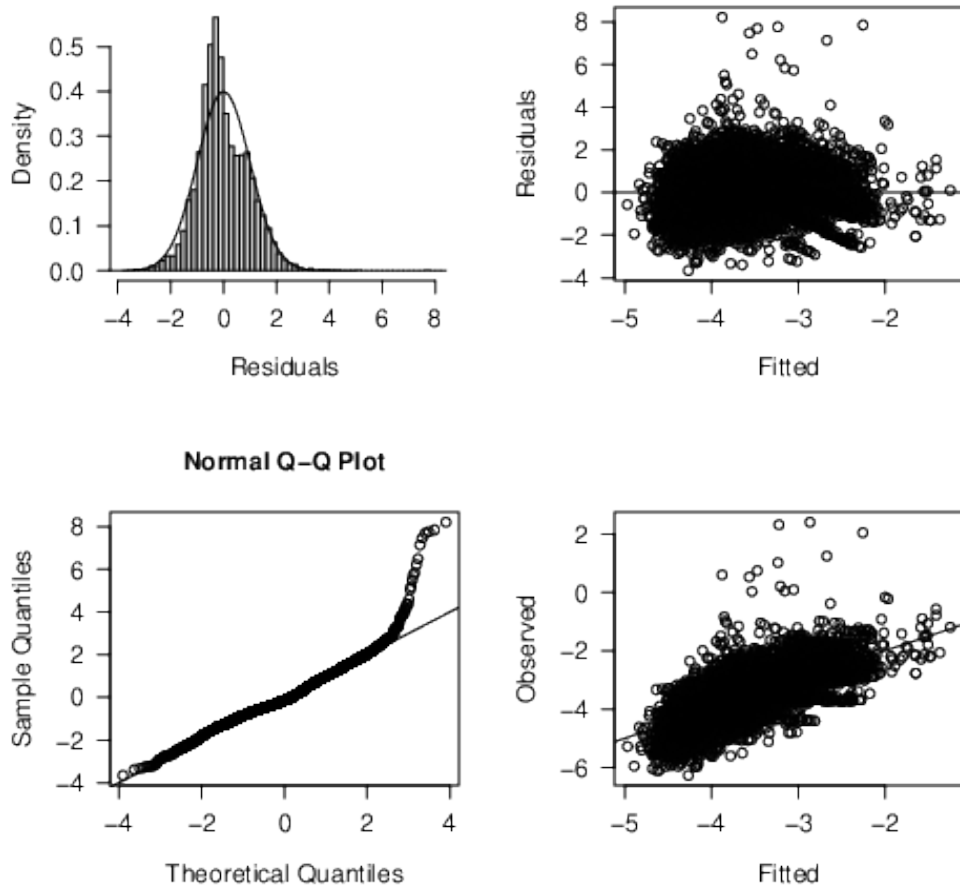 Density
0.5
0.4
0.3
0.2
0.1
0.0
−4 −2 0 2 4 6 8
Residuals
Residuals
8
6
4
2
0
−2
−4
−5 −4 −3 −2
Fitted
Normal Q−Q Plot
Sample Quantiles
8
6
4
2
0
−2
−4
−4 −2 0 2 4
Theoretical Quantiles
Observed
2
0
−2
−4
−6
−5 −4 −3 −2
Fitted